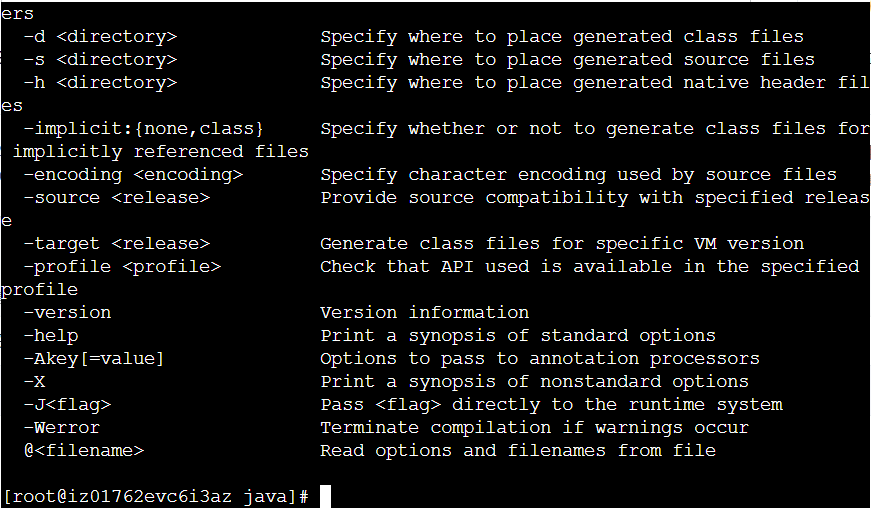 ers
  -d <directory>             Specify where to place generated class files
  -s <directory>             Specify where to place generated source files
  -h <directory>             Specify where to place generated native header fil
es
  -implicit:{none,class}     Specify whether or not to generate class files for
 implicitly referenced files
  -encoding <encoding>       Specify character encoding used by source files
  -source <release>          Provide source compatibility with specified releas
e
  -target <release>          Generate class files for specific VM version
  -profile <profile>         Check that API used is available in the specified
profile
  -version                   Version information
  -help                      Print a synopsis of standard options
  -Akey[=value]              Options to pass to annotation processors
  -X                         Print a synopsis of nonstandard options
  -J<flag>                   Pass <flag> directly to the runtime system
  -Werror                    Terminate compilation if warnings occur
  @<filename>                Read options and filenames from file

[root@iz01762evc6i3az java]#